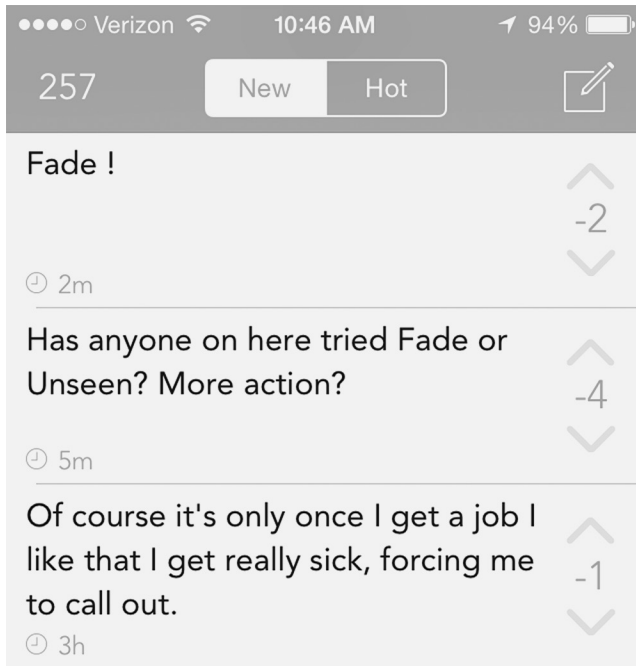 Verizon 10:46 AM 94%
257 New Hot
Fade !
-2
2m
Has anyone on here tried Fade or
Unseen? More action?
-4
5m
Of course it's only once I get a job I
like that I get really sick, forcing me
to call out.
-1
3h